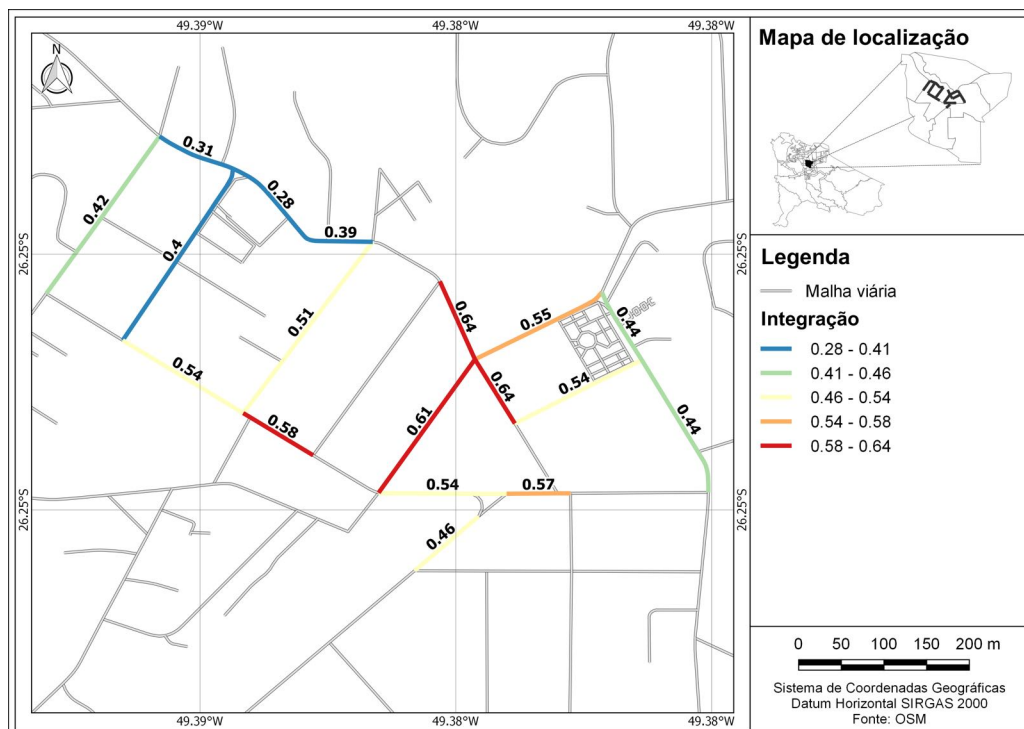 49.39°W
49.38°W
49.38°W
N
0.31
0.28
0.39
0.42
0.4
0.51
0.64
0.55
0.44
0.54
0.54
0.64
0.58
0.61
0.44
0.54
0.57
0.46
26.25°S
26.25°S
26.25°S
26.25°S
49.39°W
49.38°W
49.38°W
Mapa de localização
Legenda
Malha viária
Integração
0.28 - 0.41
0.41 - 0.46
0.46 - 0.54
0.54 - 0.58
0.58 - 0.64
0 50 100 150 200 m
Sistema de Coordenadas Geográficas
Datum Horizontal SIRGAS 2000
Fonte: OSM